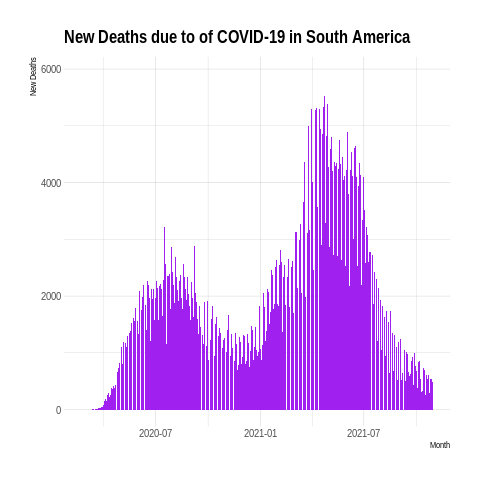 New Deaths due to of COVID-19 in South America
New Deaths
6000
4000
2000
0
2020-07
2021-01
2021-07
Month